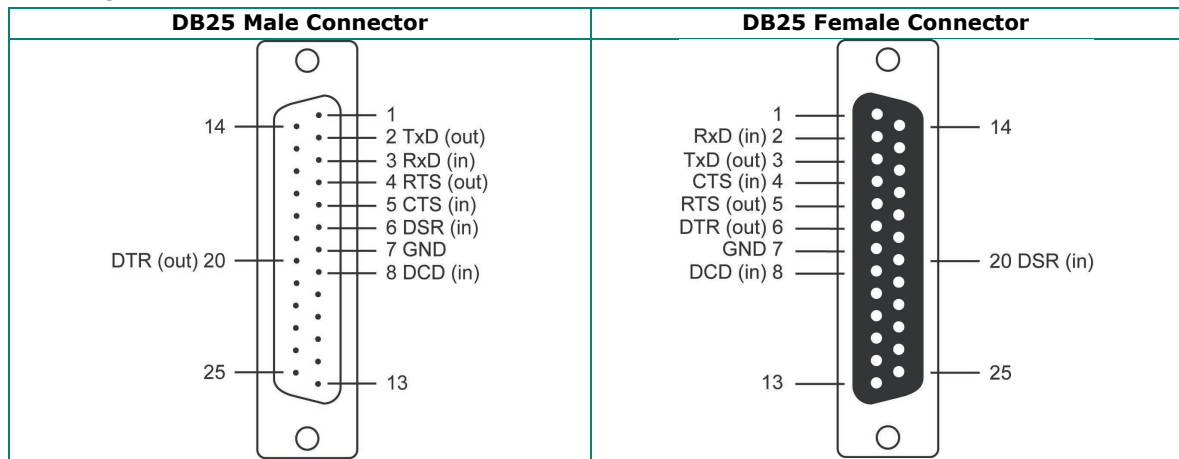 DB25 Male Connector
DB25 Female Connector
14
1
2 TxD (out)
3 RxD (in)
4 RTS (out)
5 CTS (in)
6 DSR (in)
7 GND
8 DCD (in)
DTR (out) 20
25
13
1
RxD (in) 2
TxD (out) 3
CTS (in) 4
RTS (out) 5
DTR (out) 6
GND 7
DCD (in) 8
13
14
20 DSR (in)
25